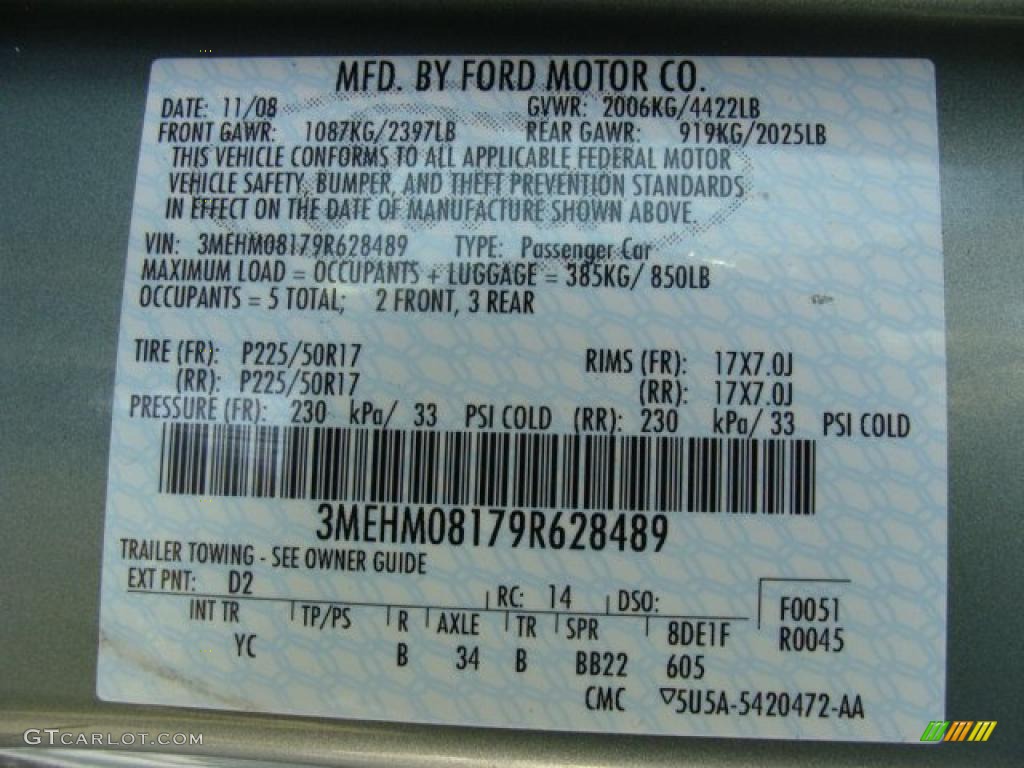 MFD. BY FORD MOTOR CO.
DATE: 11/08 GVWR: 2006KG/4422LB
FRONT GAWR: 1087KG/2397LB REAR GAWR: 919KG/2025LB
THIS VEHICLE CONFORMS TO ALL APPLICABLE FEDERAL MOTOR
VEHICLE SAFETY, BUMPER, AND THEFT PREVENTION STANDARDS
IN EFFECT ON THE DATE OF MANUFACTURE SHOWN ABOVE.
VIN: 3MEHM08179R628489 TYPE: Passenger Car
MAXIMUM LOAD = OCCUPANTS + LUGGAGE = 385KG/ 850LB
OCCUPANTS = 5 TOTAL; 2 FRONT, 3 REAR
TIRE (FR): P225/50R17 RIMS (FR): 17X7.0J
(RR): P225/50R17 (RR): 17X7.0J
PRESSURE (FR): 230 kPa/ 33 PSI COLD (RR): 230 kPa/ 33 PSI COLD
3MEHM08179R628489
TRAILER TOWING - SEE OWNER GUIDE
EXT PNT: D2 RC: 14 DSO: F0051
INT TR TP/PS R AXLE TR SPR 8DE1F R0045
YC B 34 B BB22 605
CMC ▽5U5A-5420472-AA
GTCARLOT.COM